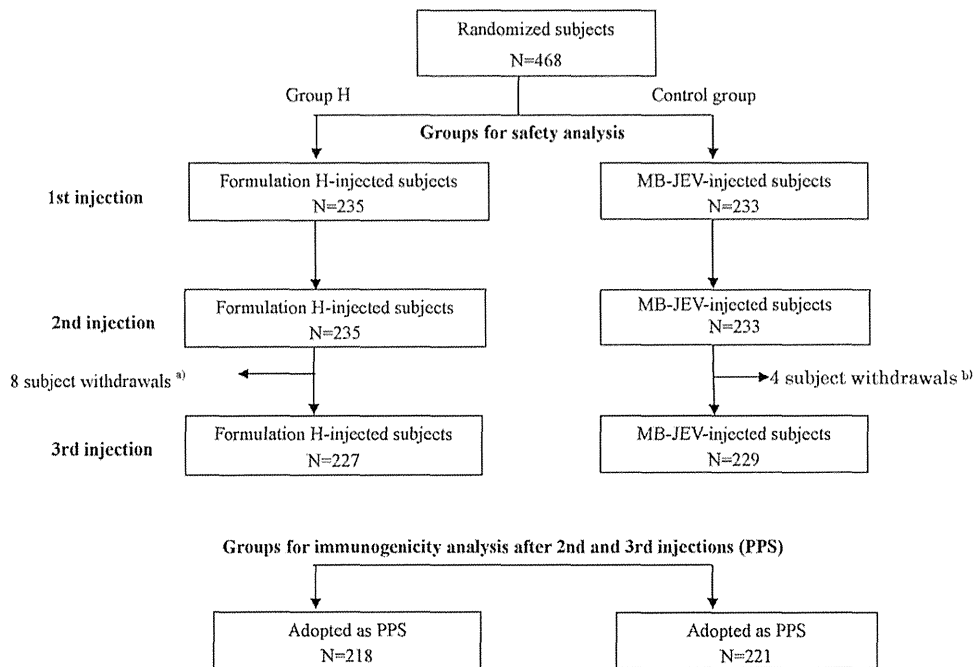 Randomized subjects
N=468
Group H
Control group
Groups for safety analysis
1st injection
Formulation H-injected subjects
N=235
MB-JEV-injected subjects
N=233
2nd injection
Formulation H-injected subjects
N=235
MB-JEV-injected subjects
N=233
8 subject withdrawals a)
4 subject withdrawals b)
3rd injection
Formulation H-injected subjects
N=227
MB-JEV-injected subjects
N=229
Groups for immunogenicity analysis after 2nd and 3rd injections (PPS)
Adopted as PPS
N=218
Adopted as PPS
N=221